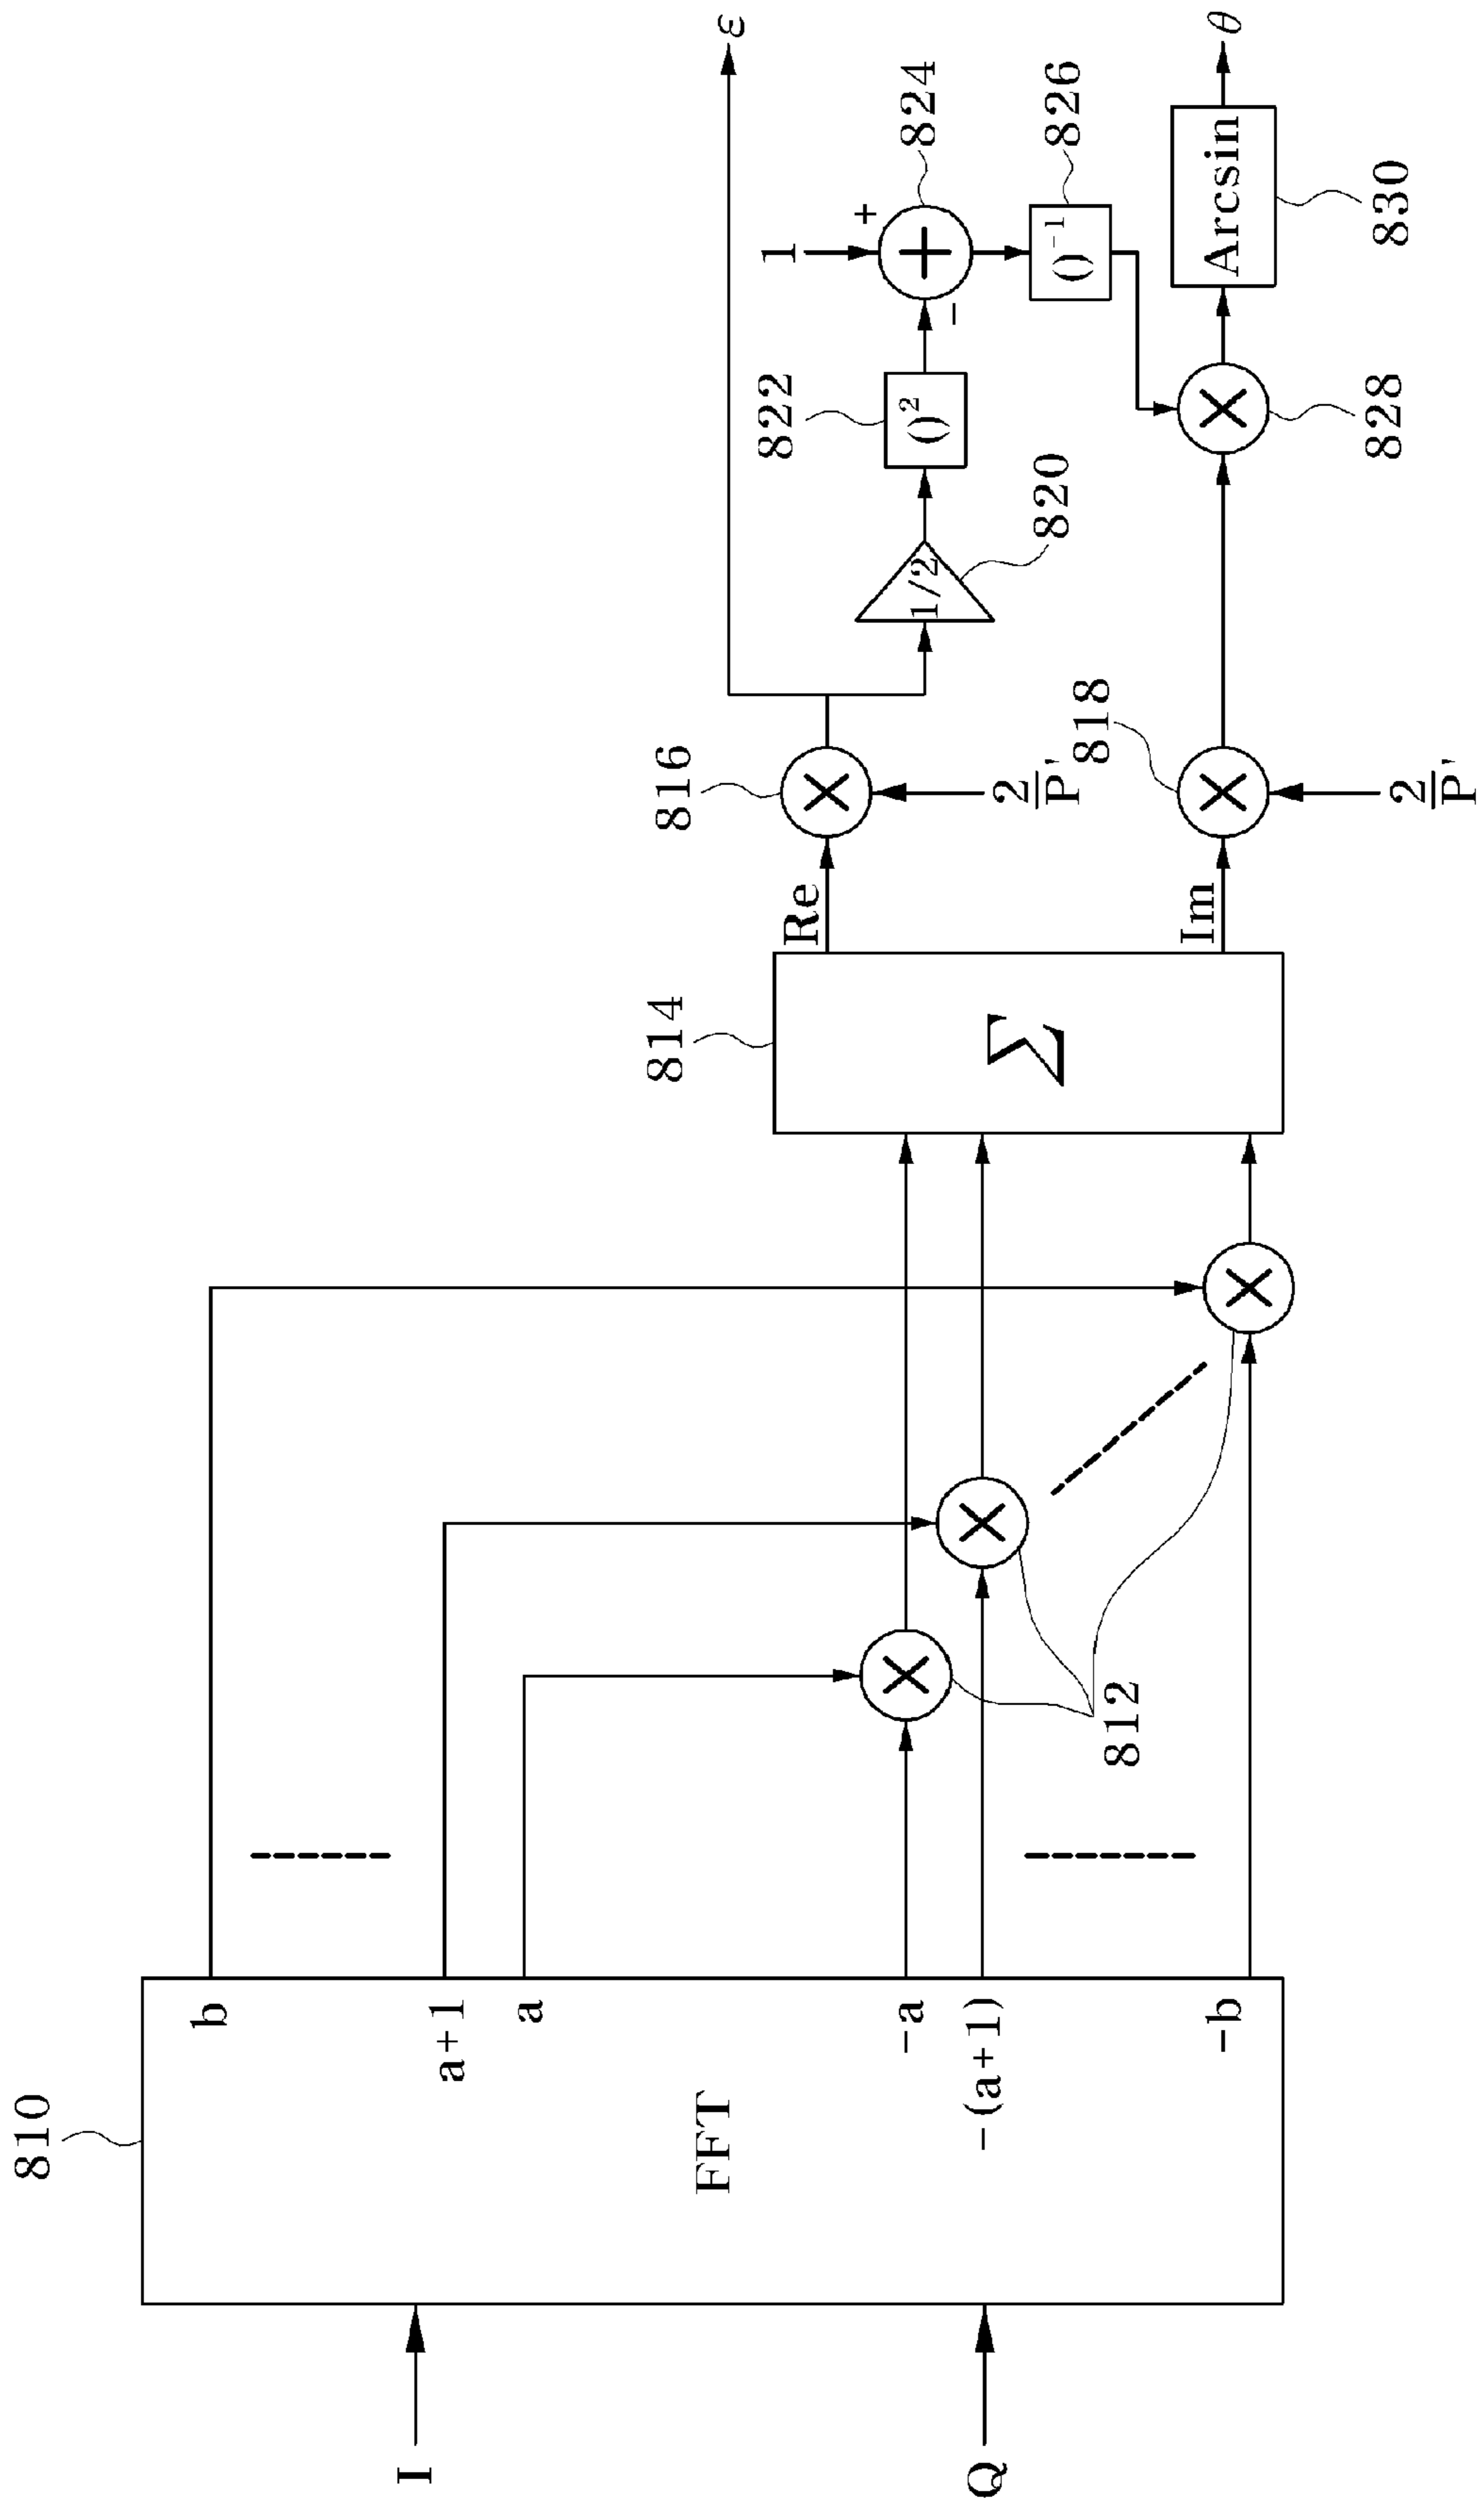 810
I
Q
FFT
b
a+1
a
-a
-(a+1)
-b
812
814
Σ
Re
Im
816
2
P'
818
2
P'
ε
1/2
820
822
()²
1
+
-
824
()⁻¹
826
828
Arcsin
830
θ